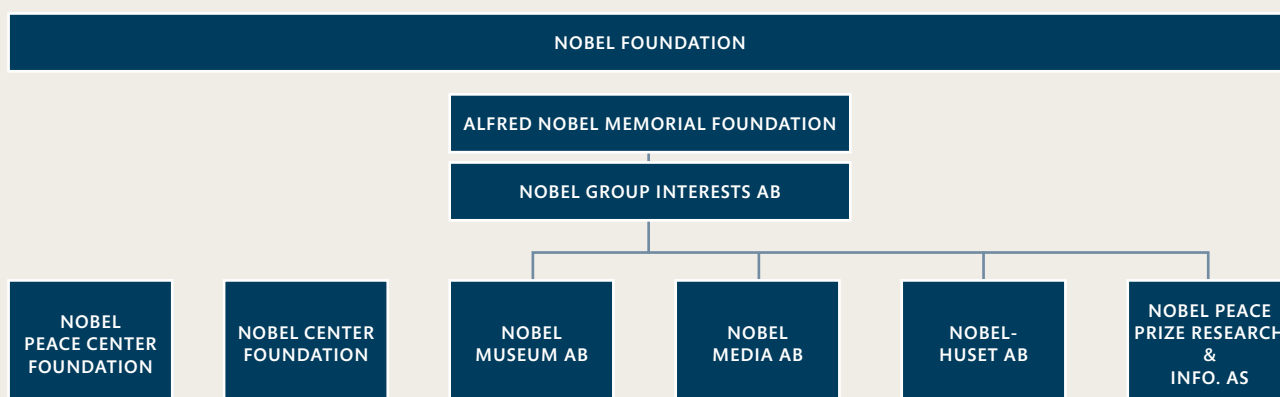 NOBEL FOUNDATION
ALFRED NOBEL MEMORIAL FOUNDATION
NOBEL GROUP INTERESTS AB
NOBEL
PEACE CENTER
FOUNDATION
NOBEL CENTER
FOUNDATION
NOBEL
MUSEUM AB
NOBEL
MEDIA AB
NOBEL-
HUSET AB
NOBEL PEACE
PRIZE RESEARCH
&
INFO. AS